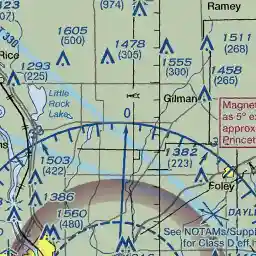 (974)
Ramey
1605
(500)
1478
(305)
1511
(268)
Rice
1293
(225)
1555
(300)
1458
(265)
Little
Rock
Lake
Gilman
0
Magnet
as 5° e
approx
Princet
1503
(422)
1382
(223)
Foley
1386
1560
(480)
DAYL
See NOTAMs/Suppl
for Class D eff h